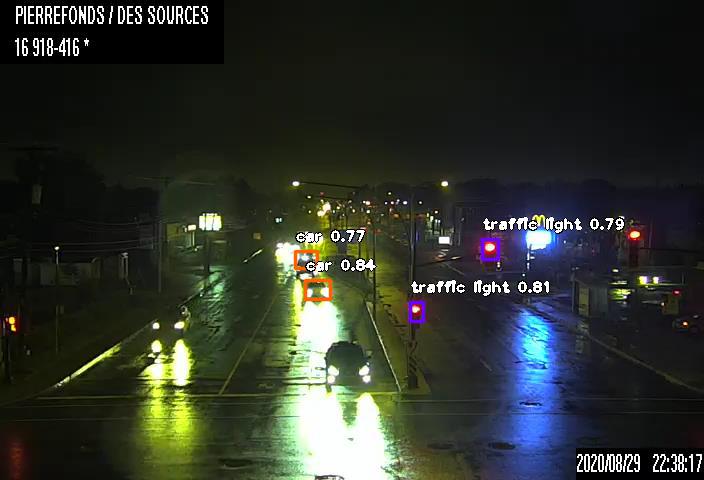 PIERREFONDS / DES SOURCES
16 918-416 *
traffic light 0.79
car 0.77
car 0.84
traffic light 0.81
2020/08/29 22:38:17